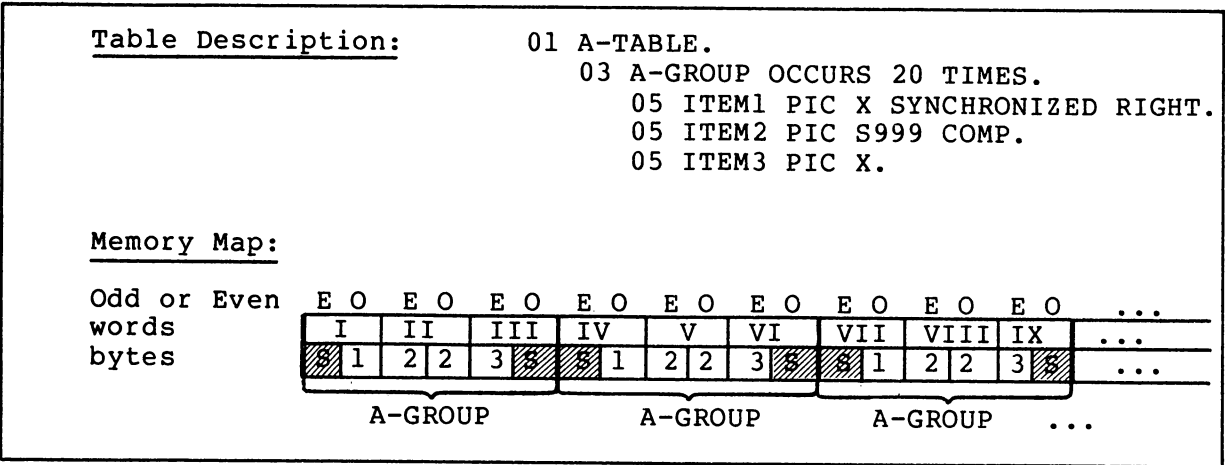 Table Description: 01 A-TABLE.
03 A-GROUP OCCURS 20 TIMES.
05 ITEM1 PIC X SYNCHRONIZED RIGHT.
05 ITEM2 PIC S999 COMP.
05 ITEM3 PIC X.
Memory Map:
Odd or Even E O E O E O E O E O E O E O E O E O ...
words I II III IV V VI VII VIII IX ...
bytes S 1 2 2 3 S S 1 2 2 3 S S 1 2 2 3 S ...
A-GROUP A-GROUP A-GROUP ...